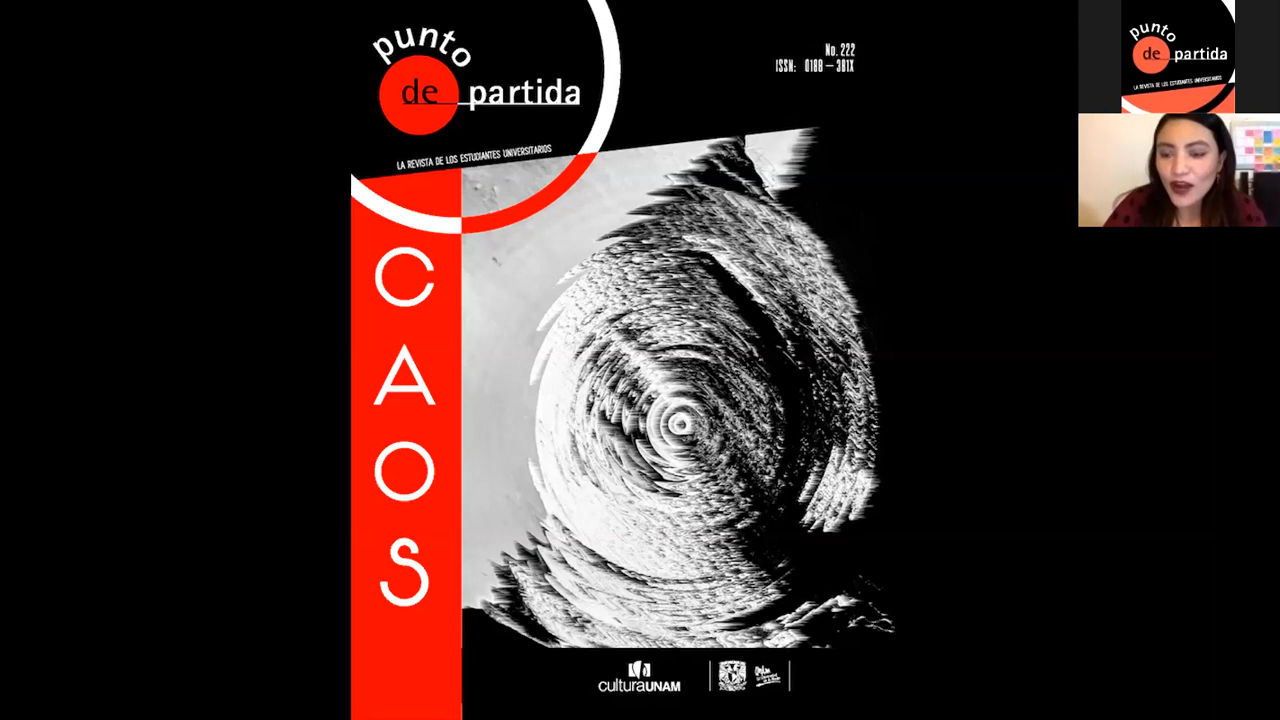 punto
de partida
LA REVISTA DE LOS ESTUDIANTES UNIVERSITARIOS
No. 222
ISSN: 0188 – 381X
CAOS
culturaUNAM
punto
de partida
LA REVISTA DE LOS ESTUDIANTES UNIVERSITARIOS